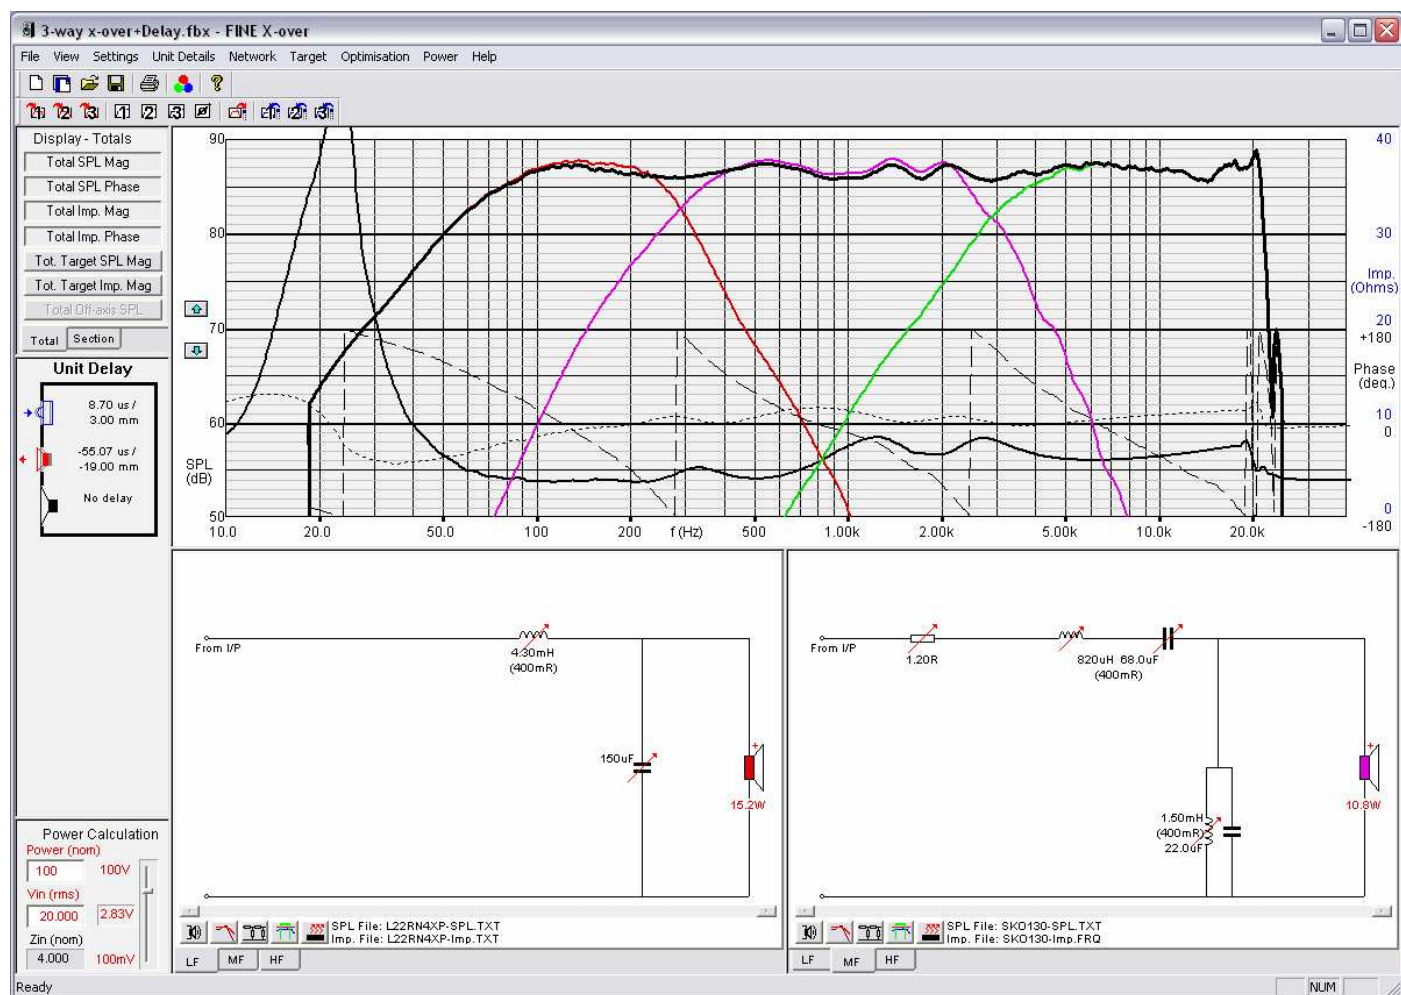 3-way x-over+Delay.fbx - FINE X-over
File View Settings Unit Details Network Target Optimisation Power Help
Display - Totals
Total SPL Mag
Total SPL Phase
Total Imp. Mag
Total Imp. Phase
Tot. Target SPL Mag
Tot. Target Imp. Mag
Total Off-axis SPL
Total Section
Unit Delay
8.70 us /
3.00 mm
-55.07 us /
-19.00 mm
No delay
Power Calculation
Power (nom)
100 100V
Vin (rms)
20.000 2.83V
Zin (nom)
4.000 100mV
90
80
70
60
SPL
(dB)
50
10.0 20.0 50.0 100 200 f (Hz) 500 1.00k 2.00k 5.00k 10.0k 20.0k
40
30
Imp.
(Ohms)
20
+180
Phase
(deg.)
10
0
0
-180
From I/P
4.30mH
(400mR)
150uF
15.2W
SPL File: L22RN4XP-SPL.TXT
Imp. File: L22RN4XP-Imp.TXT
LF MF HF
From I/P
1.20R
820uH 68.0uF
(400mR)
1.50mH
(400mR)
22.0uF
10.8W
SPL File: SKO130-SPL.TXT
Imp. File: SKO130-Imp.FRQ
LF MF HF
Ready
NUM